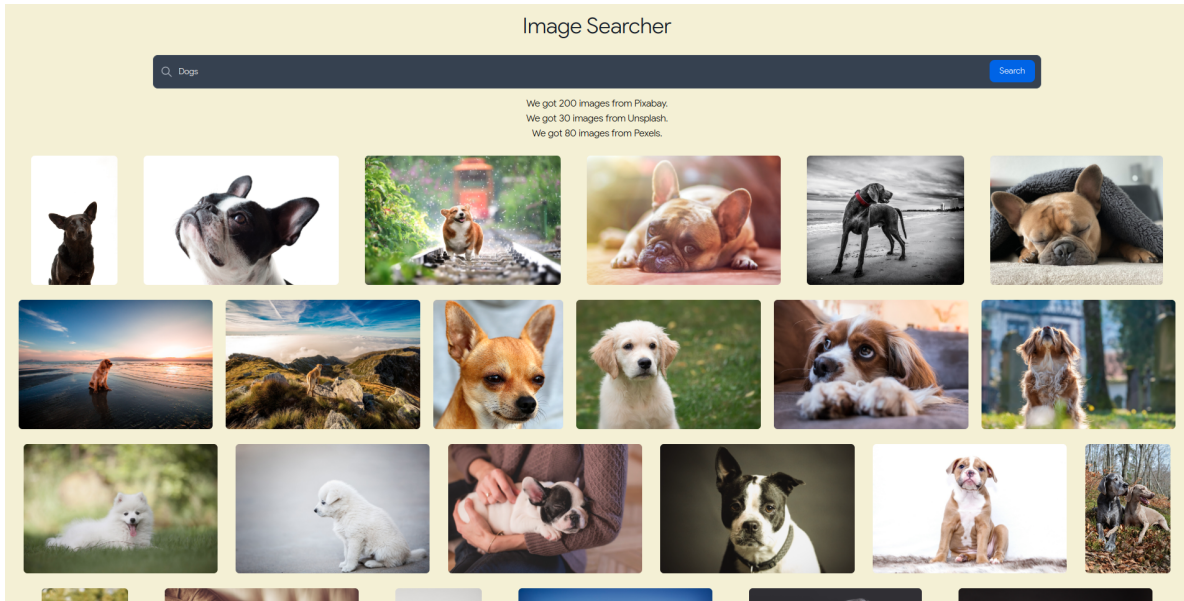 Image Searcher
Dogs
Search
We got 200 images from Pixabay.
We got 30 images from Unsplash.
We got 80 images from Pexels.